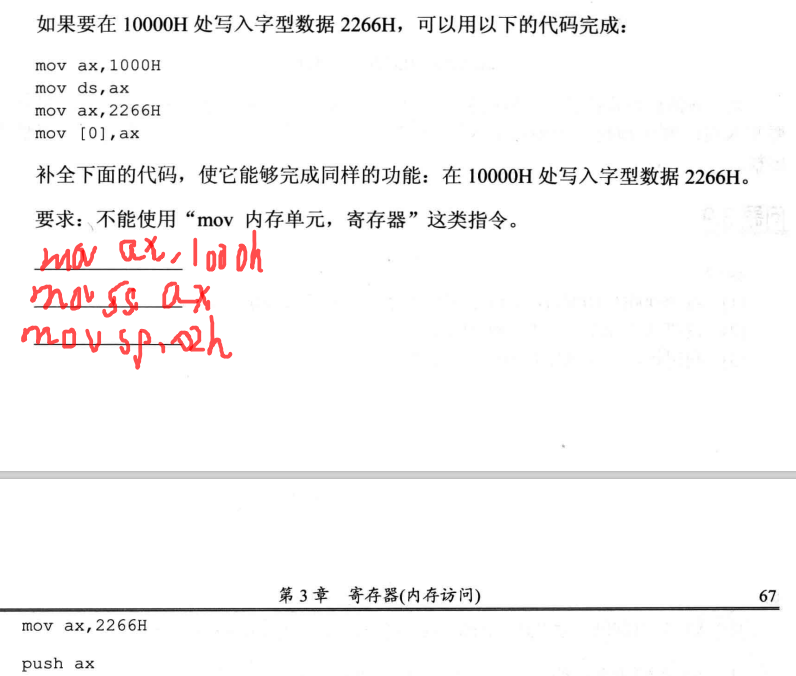 如果要在 10000H 处写入字型数据 2266H，可以用以下的代码完成：
mov ax,1000H
mov ds,ax
mov ax,2266H
mov [0],ax
补全下面的代码，使它能够完成同样的功能：在 10000H 处写入字型数据 2266H。
要求：不能使用“mov 内存单元，寄存器”这类指令。
mov ax,1000h
mov ss ax
mov sp,02h
第 3 章 寄存器(内存访问) 67
mov ax,2266H
push ax